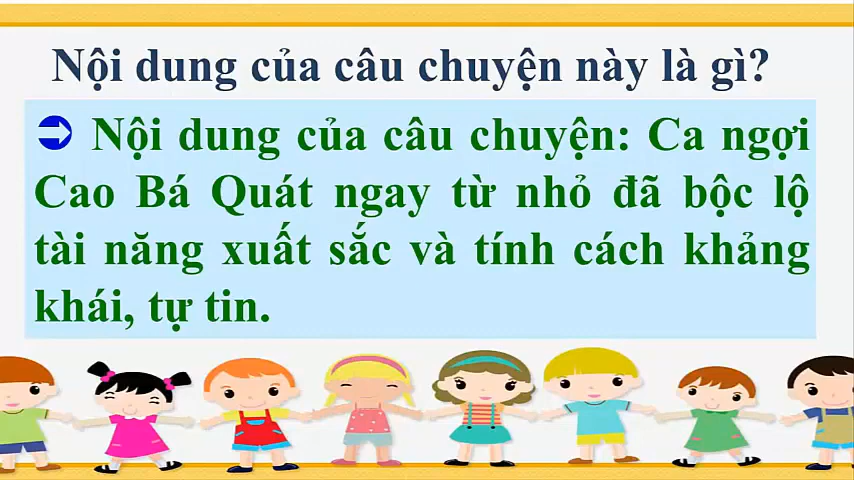 Nội dung của câu chuyện này là gì?
Nội dung của câu chuyện: Ca ngợi
Cao Bá Quát ngay từ nhỏ đã bộc lộ
tài năng xuất sắc và tính cách khảng
khái, tự tin.